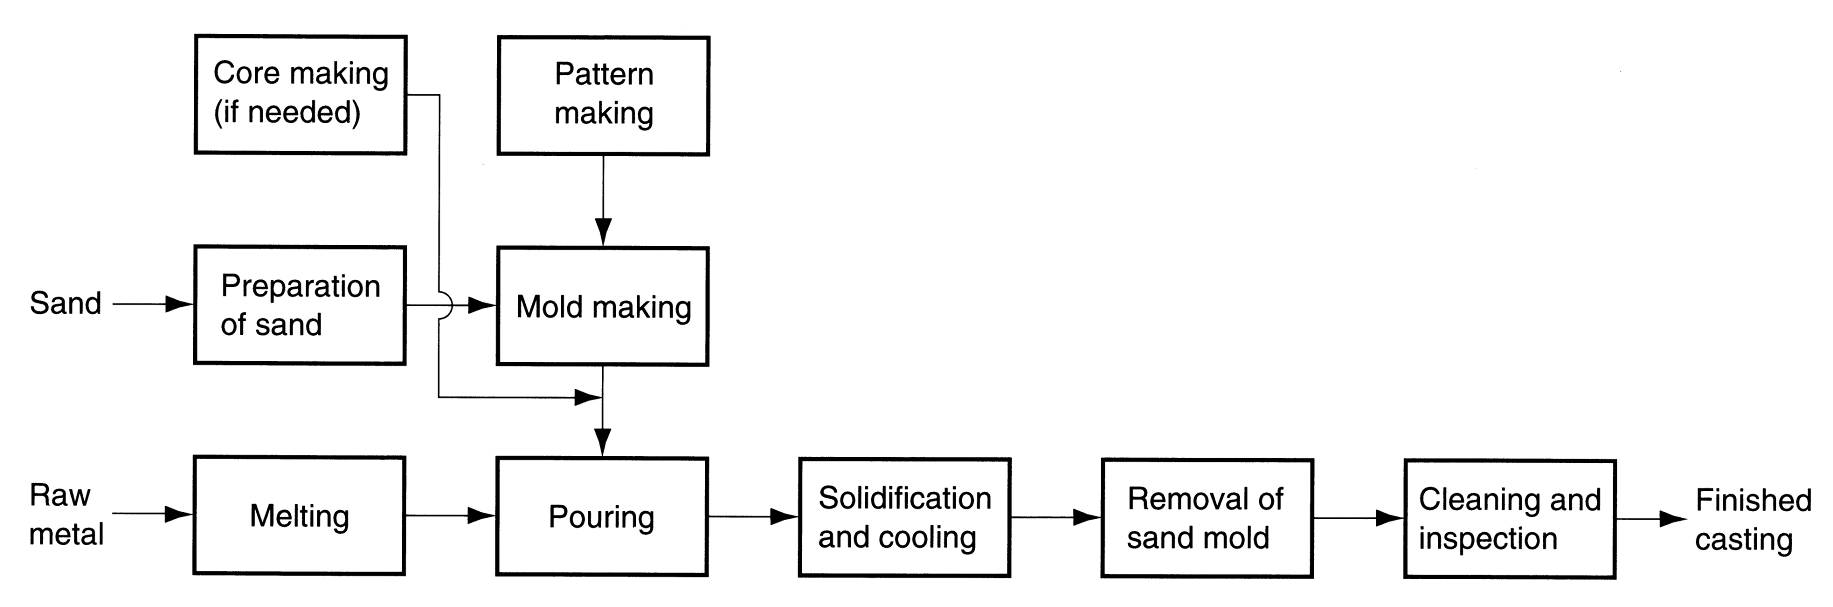 Core making
(if needed)
Pattern
making
Sand
Preparation
of sand
Mold making
Raw
metal
Melting
Pouring
Solidification
and cooling
Removal of
sand mold
Cleaning and
inspection
Finished
casting